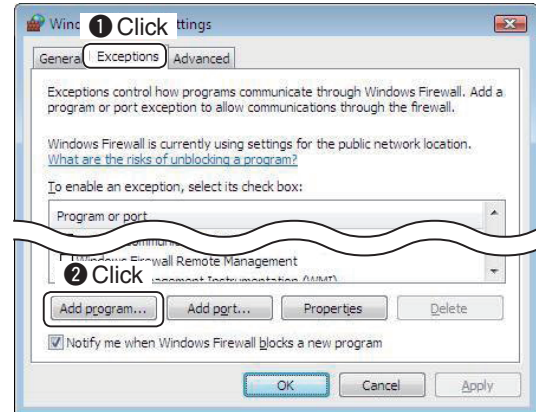 Wind ❶ Click ttings
General Exceptions Advanced
Exceptions control how programs communicate through Windows Firewall. Add a
program or port exception to allow communications through the firewall.
Windows Firewall is currently using settings for the public network location.
What are the risks of unblocking a program?
To enable an exception, select its check box:
Program or port
Windows Firewall Remote Management
❷ Click
Instrumentation (WMI)
Add program... Add port... Properties Delete
Notify me when Windows Firewall blocks a new program
OK Cancel Apply